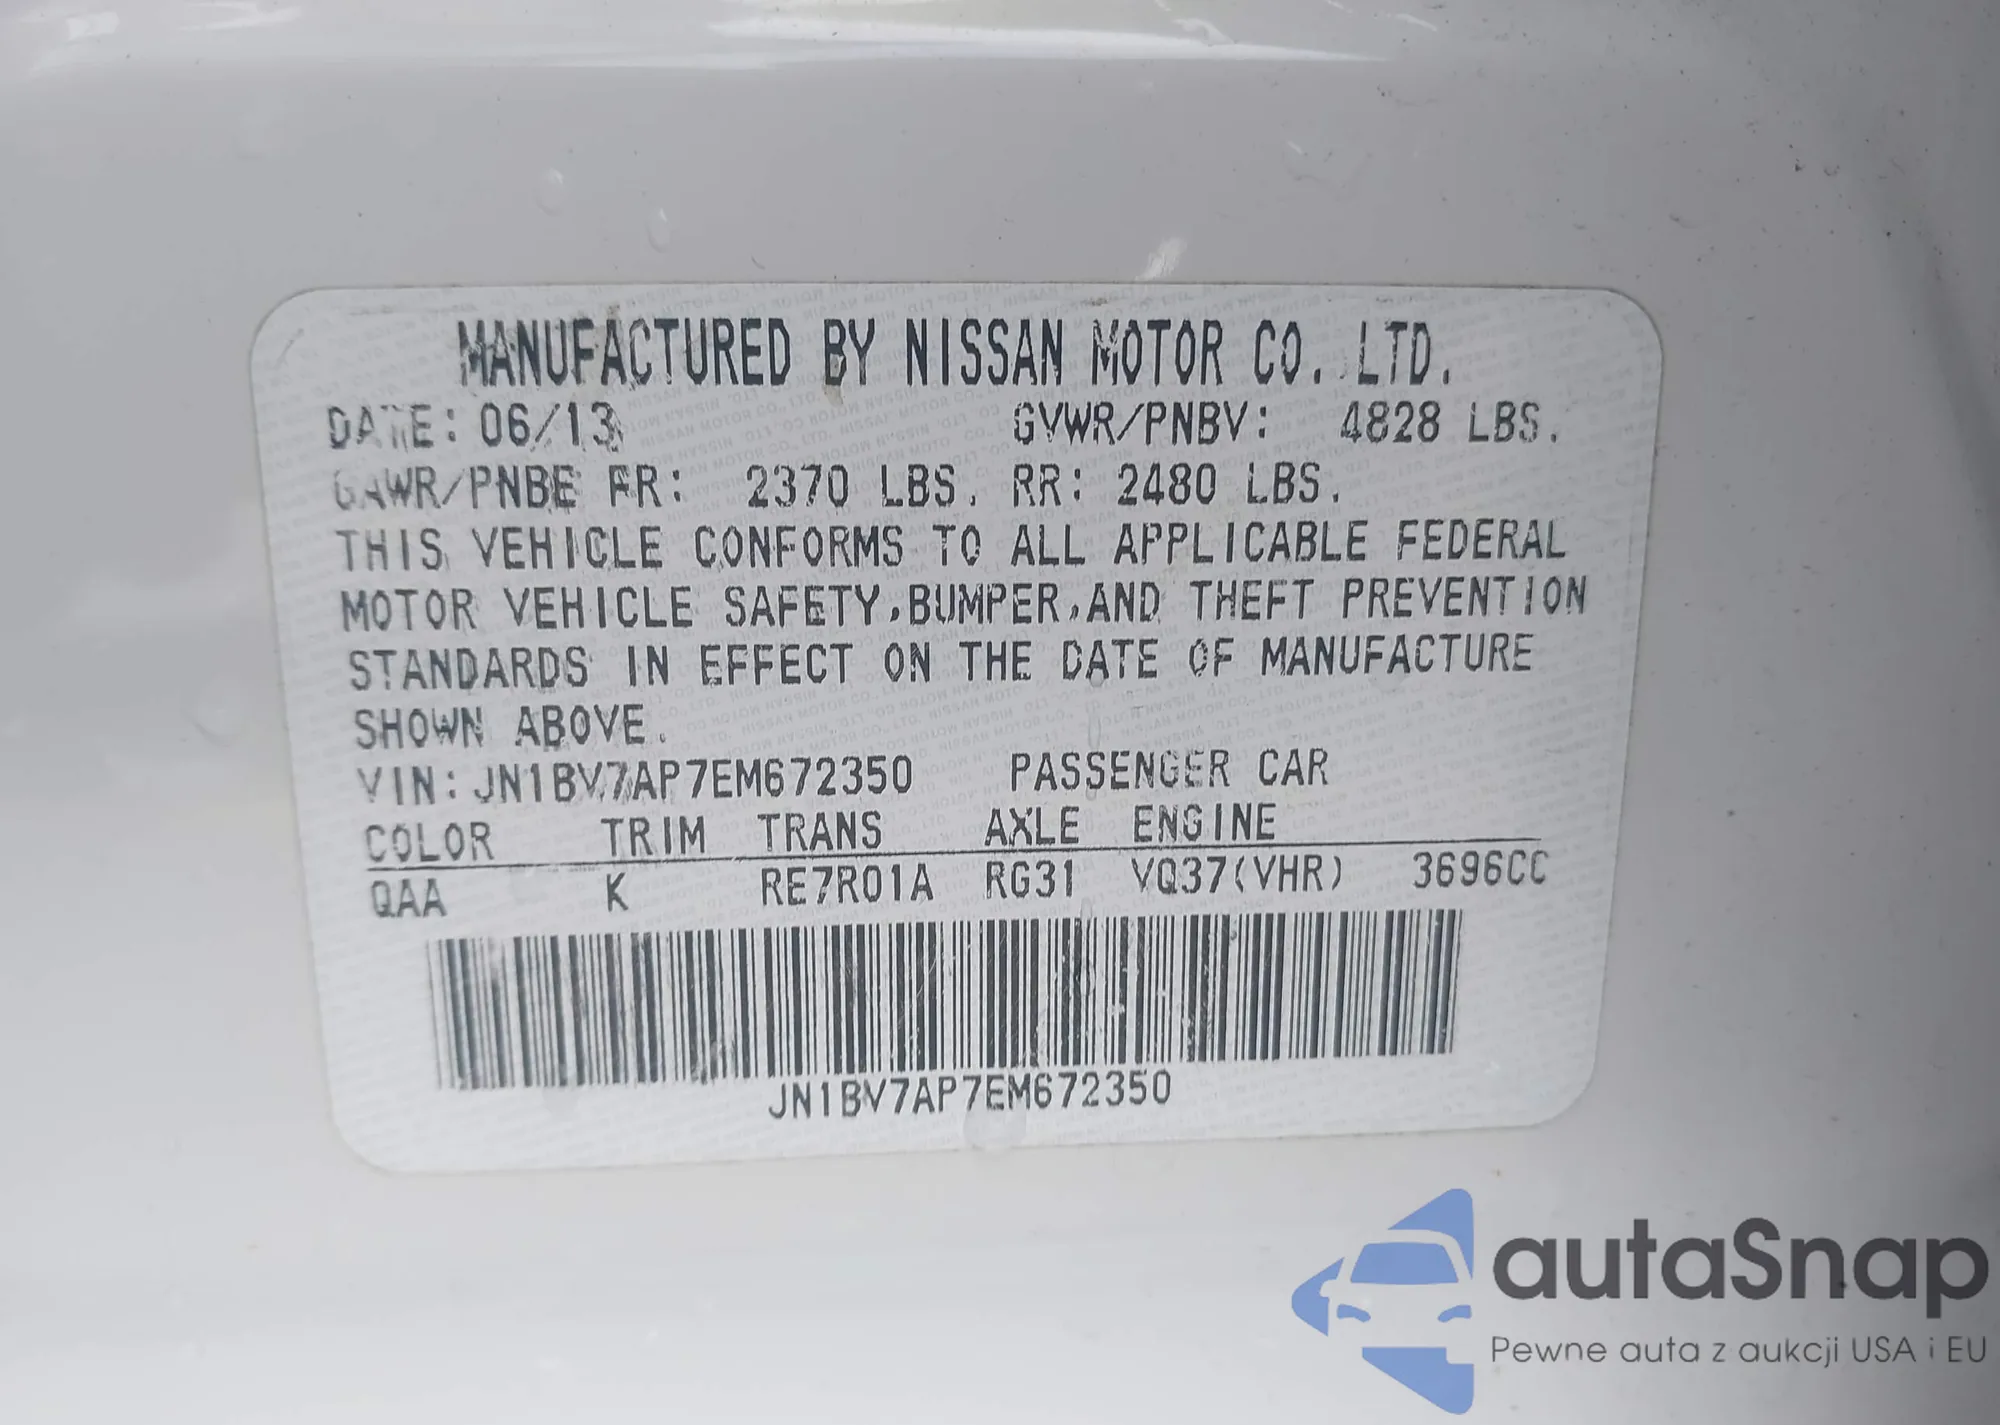 MANUFACTURED BY NISSAN MOTOR CO. LTD.
DATE: 06/13 GVWR/PNBV: 4828 LBS.
GAWR/PNBE FR: 2370 LBS. RR: 2480 LBS.
THIS VEHICLE CONFORMS TO ALL APPLICABLE FEDERAL
MOTOR VEHICLE SAFETY,BUMPER,AND THEFT PREVENTION
STANDARDS IN EFFECT ON THE DATE OF MANUFACTURE
SHOWN ABOVE.
VIN:JN1BV7AP7EM672350 PASSENGER CAR
COLOR TRIM TRANS AXLE ENGINE
QAA K RE7R01A RG31 VQ37(VHR) 3696CC
JN1BV7AP7EM672350
autaSnap
Pewne auta z aukcji USA i EU